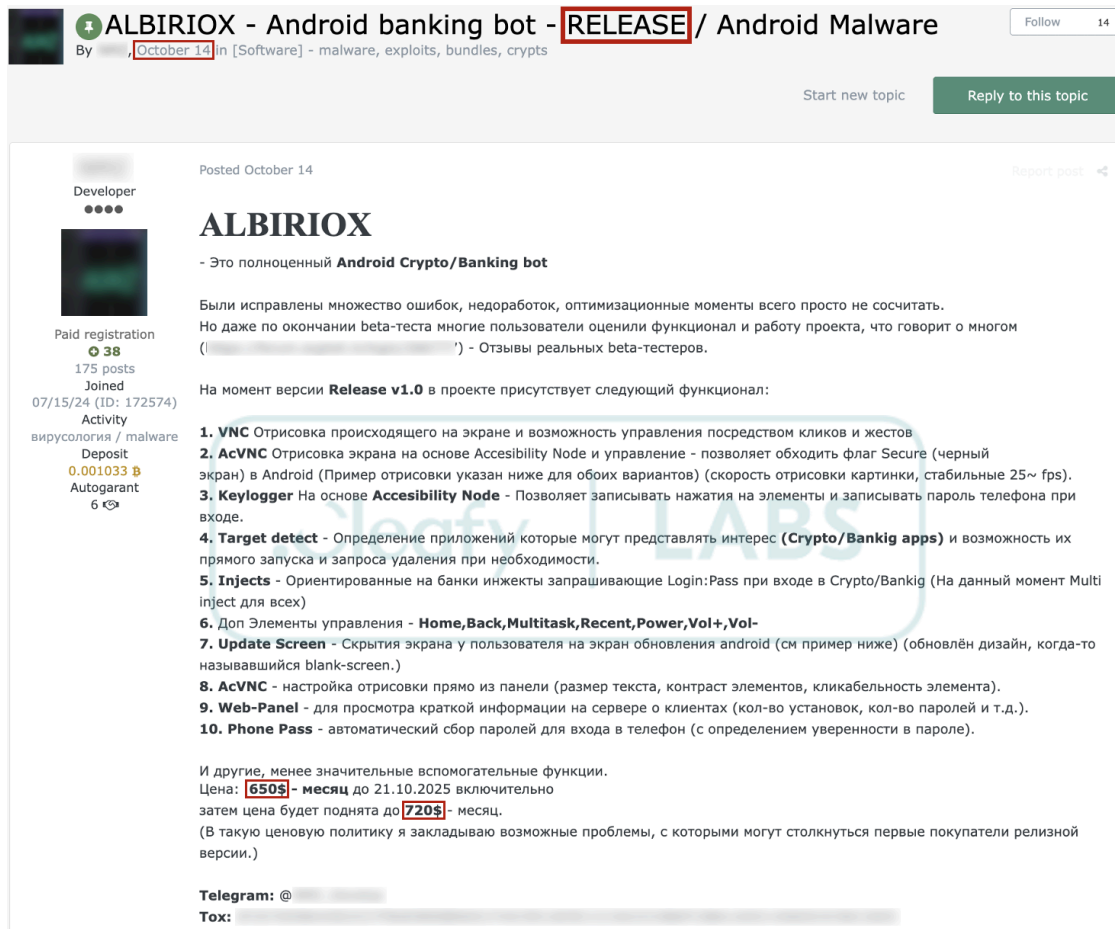 ALBIRIOX - Android banking bot - RELEASE / Android Malware
Follow 14
By , October 14 in [Software] - malware, exploits, bundles, crypts
Start new topic
Reply to this topic
Developer
Paid registration
38
175 posts
Joined
07/15/24 (ID: 172574)
Activity
вирусология / malware
Deposit
0.001033 ฿
Autogarant
6
Posted October 14
Report post
ALBIRIOX
- Это полноценный Android Crypto/Banking bot
Были исправлены множество ошибок, недоработок, оптимизационные моменты всего просто не сосчитать.
Но даже по окончании beta-теста многие пользователи оценили функционал и работу проекта, что говорит о многом
( ') - Отзывы реальных beta-тестеров.
На момент версии Release v1.0 в проекте присутствует следующий функционал:
1. VNC Отрисовка происходящего на экране и возможность управления посредством кликов и жестов
2. AcVNC Отрисовка экрана на основе Accesibility Node и управление - позволяет обходить флаг Secure (черный
экран) в Android (Пример отрисовки указан ниже для обоих вариантов) (скорость отрисовки картинки, стабильные 25~ fps).
3. Keylogger На основе Accesibility Node - Позволяет записывать нажатия на элементы и записывать пароль телефона при
входе.
4. Target detect - Определение приложений которые могут представлять интерес (Crypto/Bankig apps) и возможность их
прямого запуска и запроса удаления при необходимости.
5. Injects - Ориентированные на банки инжекты запрашивающие Login:Pass при входе в Crypto/Bankig (На данный момент Multi
inject для всех)
6. Доп Элементы управления - Home,Back,Multitask,Recent,Power,Vol+,Vol-
7. Update Screen - Скрытия экрана у пользователя на экран обновления android (см пример ниже) (обновлён дизайн, когда-то
называвшийся blank-screen.)
8. AcVNC - настройка отрисовки прямо из панели (размер текста, контраст элементов, кликабельность элемента).
9. Web-Panel - для просмотра краткой информации на сервере о клиентах (кол-во установок, кол-во паролей и т.д.).
10. Phone Pass - автоматический сбор паролей для входа в телефон (с определением уверенности в пароле).
И другие, менее значительные вспомогательные функции.
Цена: 650$ - месяц до 21.10.2025 включительно
затем цена будет поднята до 720$ - месяц.
(В такую ценовую политику я закладываю возможные проблемы, с которыми могут столкнуться первые покупатели релизной
версии.)
Telegram: @
Tox:
Cleafy | LABS